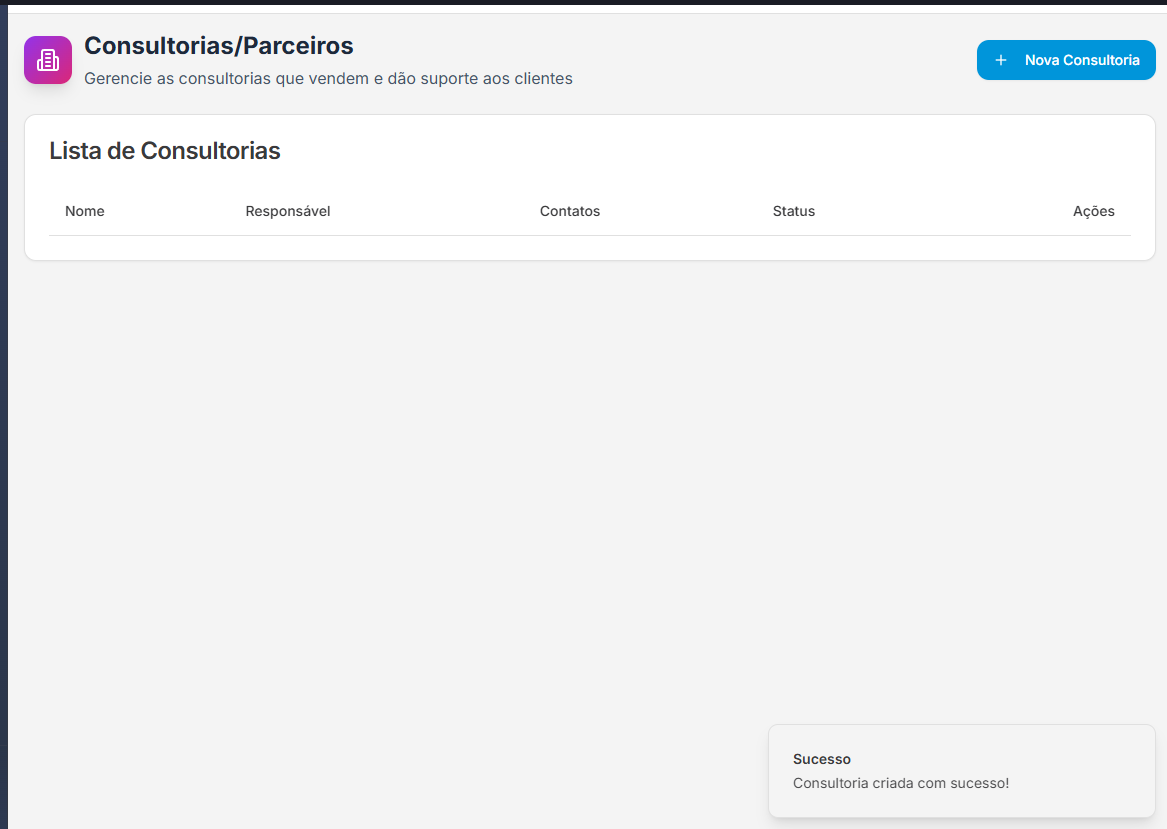 Consultorias/Parceiros
Gerencie as consultorias que vendem e dão suporte aos clientes
Nova Consultoria
Lista de Consultorias
Nome Responsável Contatos Status Ações
Sucesso
Consultoria criada com sucesso!